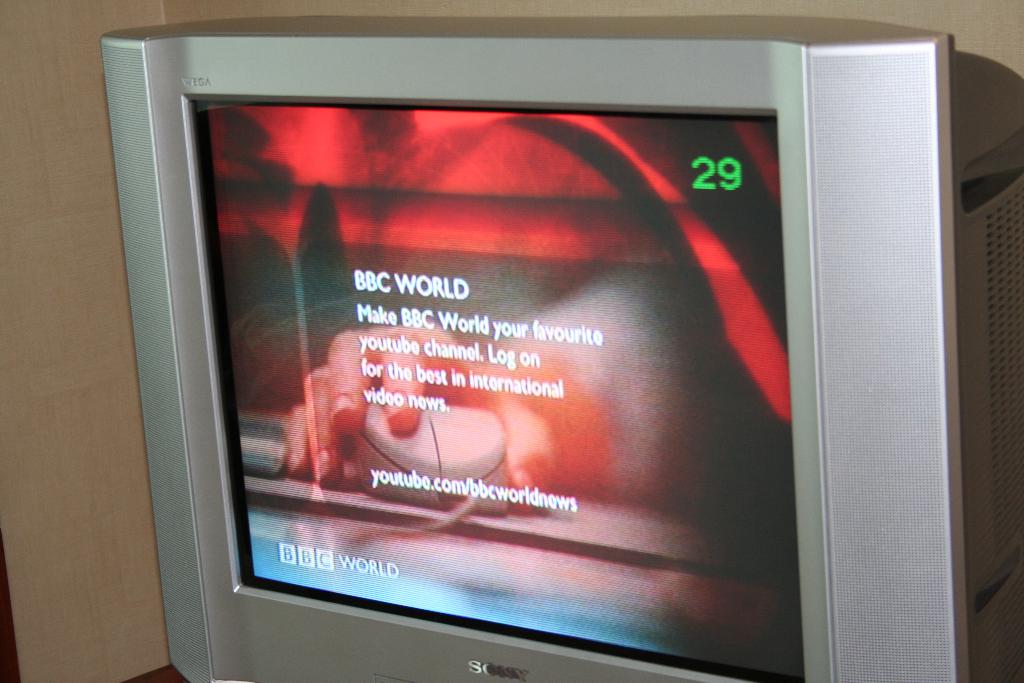 WEGA
29
BBC WORLD
Make BBC World your favourite
youtube channel. Log on
for the best in international
video news.
youtube.com/bbcworldnews
BBC WORLD
SONY